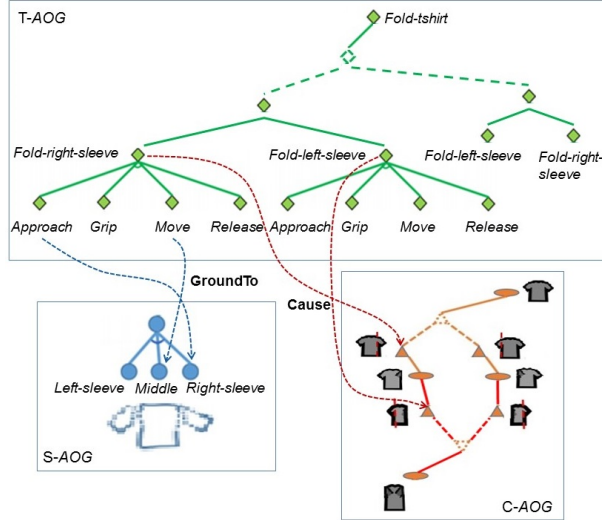 T-AOG
Fold-tshirt
Fold-right-sleeve
Fold-left-sleeve
Fold-left-sleeve
Fold-right-
sleeve
Approach Grip Move Release Approach Grip Move Release
GroundTo
Cause
Left-sleeve Middle Right-sleeve
S-AOG
C-AOG